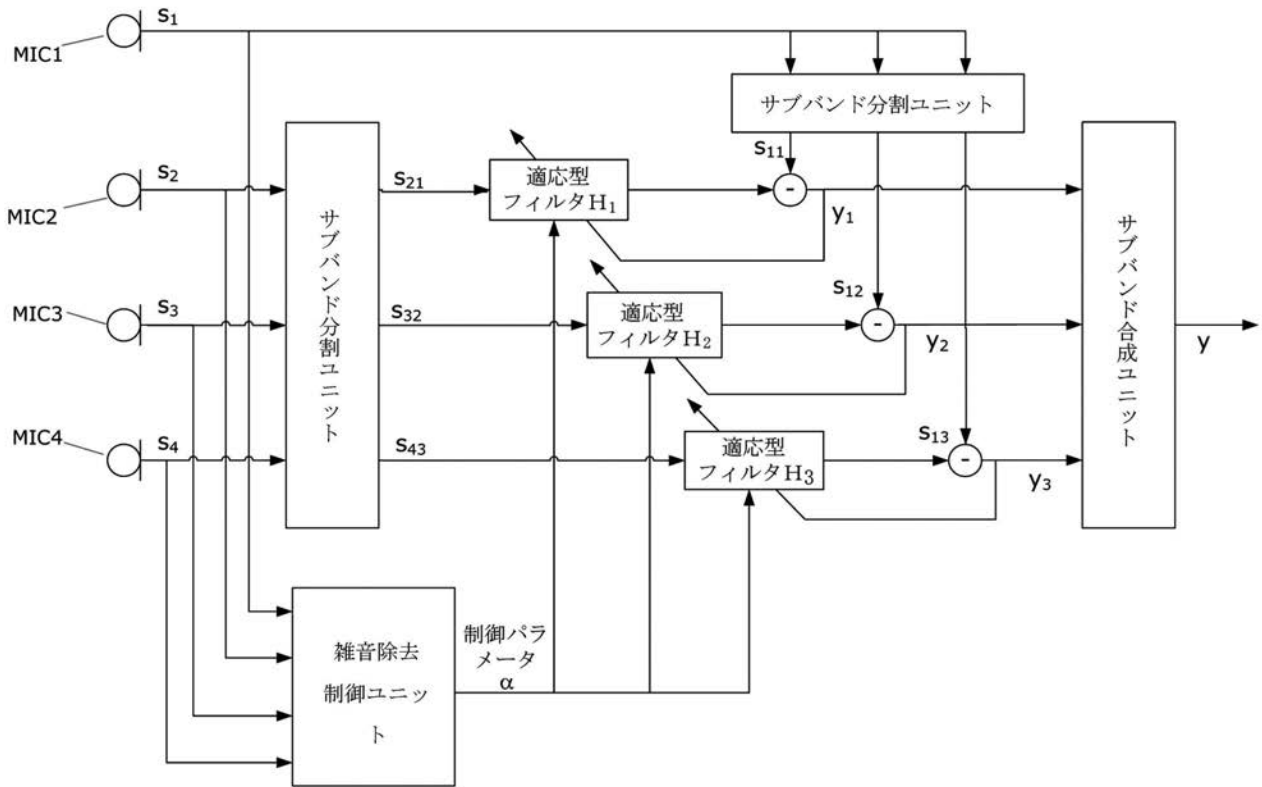 MIC1
s₁
サブバンド分割ユニット
MIC2
s₂
サブバンド分割ユニット
s₂₁
適応型
フィルタH₁
s₁₁
-
y₁
サブバンド合成ユニット
MIC3
s₃
s₃₂
適応型
フィルタH₂
s₁₂
-
y₂
y
MIC4
s₄
s₄₃
適応型
フィルタH₃
s₁₃
-
y₃
雑音除去
制御ユニッ
ト
制御パラ
メータ
α